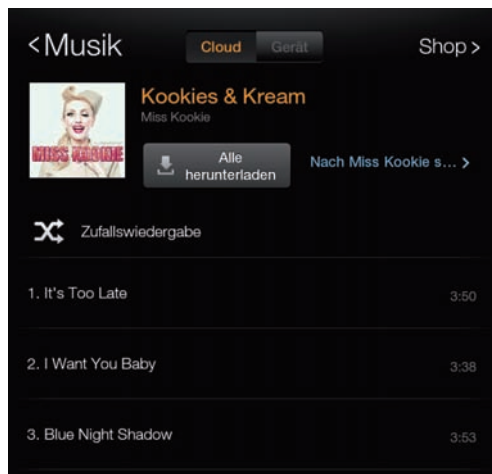 <Musik Cloud Gerät Shop>
Kookies & Kream
Miss Kookie
MISS KOOKIE
Alle
herunterladen
Nach Miss Kookie s... >
Zufallswiedergabe
1. It's Too Late 3:50
2. I Want You Baby 3:38
3. Blue Night Shadow 3:53